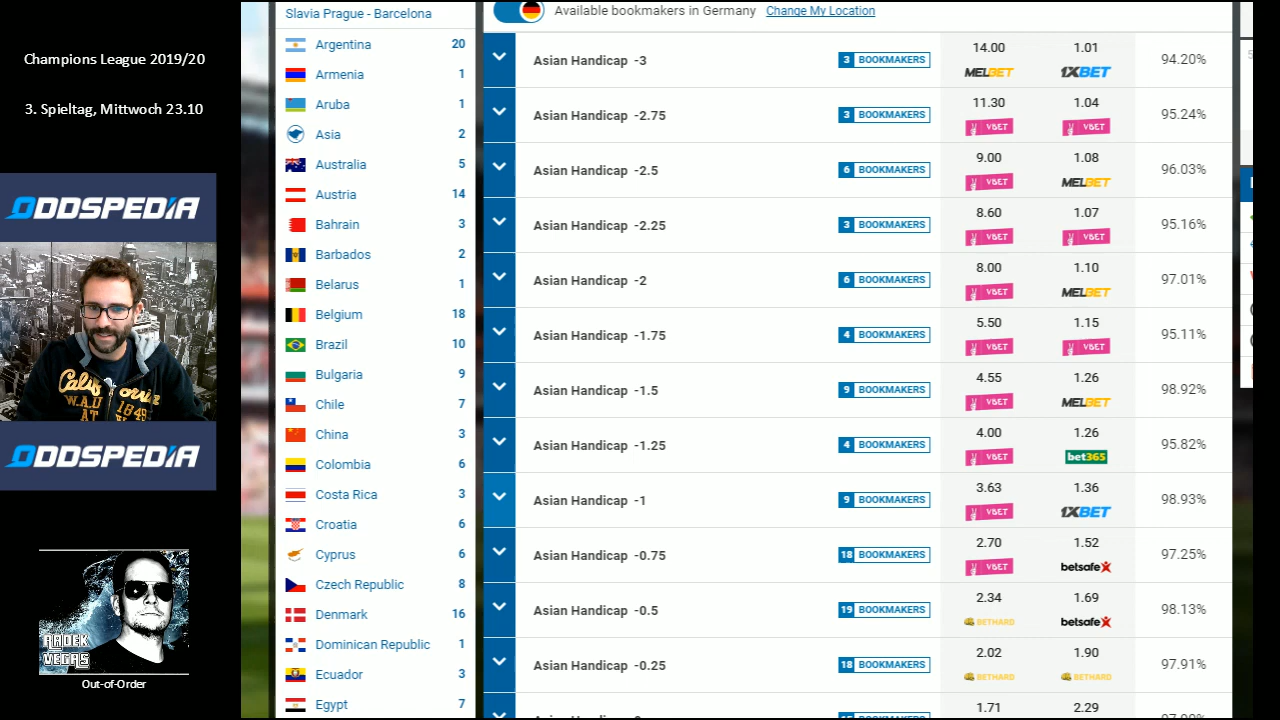 Champions League 2019/20
3. Spieltag, Mittwoch 23.10
ODDSPEDIA
Calif ornia
W.A.U
1849
AT
ODDSPEDIA
RADEK
VEGAS
Out-of-Order
Slavia Prague - Barcelona
Argentina 20
Armenia 1
Aruba 1
Asia 2
Australia 5
Austria 14
Bahrain 3
Barbados 2
Belarus 1
Belgium 18
Brazil 10
Bulgaria 9
Chile 7
China 3
Colombia 6
Costa Rica 3
Croatia 6
Cyprus 6
Czech Republic 8
Denmark 16
Dominican Republic 1
Ecuador 3
Egypt 7
Available bookmakers in Germany Change My Location
Asian Handicap -3 3 BOOKMAKERS 14.00 1.01 94.20%
MELBET 1XBET
Asian Handicap -2.75 3 BOOKMAKERS 11.30 1.04 95.24%
VBET VBET
Asian Handicap -2.5 6 BOOKMAKERS 9.00 1.08 96.03%
VBET MELBET
Asian Handicap -2.25 3 BOOKMAKERS 8.60 1.07 95.16%
VBET VBET
Asian Handicap -2 6 BOOKMAKERS 8.00 1.10 97.01%
VBET MELBET
Asian Handicap -1.75 4 BOOKMAKERS 5.50 1.15 95.11%
VBET VBET
Asian Handicap -1.5 9 BOOKMAKERS 4.55 1.26 98.92%
VBET MELBET
Asian Handicap -1.25 4 BOOKMAKERS 4.00 1.26 95.82%
VBET bet365
Asian Handicap -1 9 BOOKMAKERS 3.63 1.36 98.93%
VBET 1XBET
Asian Handicap -0.75 18 BOOKMAKERS 2.70 1.52 97.25%
VBET betsafe
Asian Handicap -0.5 19 BOOKMAKERS 2.34 1.69 98.13%
BETHARD betsafe
Asian Handicap -0.25 18 BOOKMAKERS 2.02 1.90 97.91%
BETHARD BETHARD
1.71 2.29